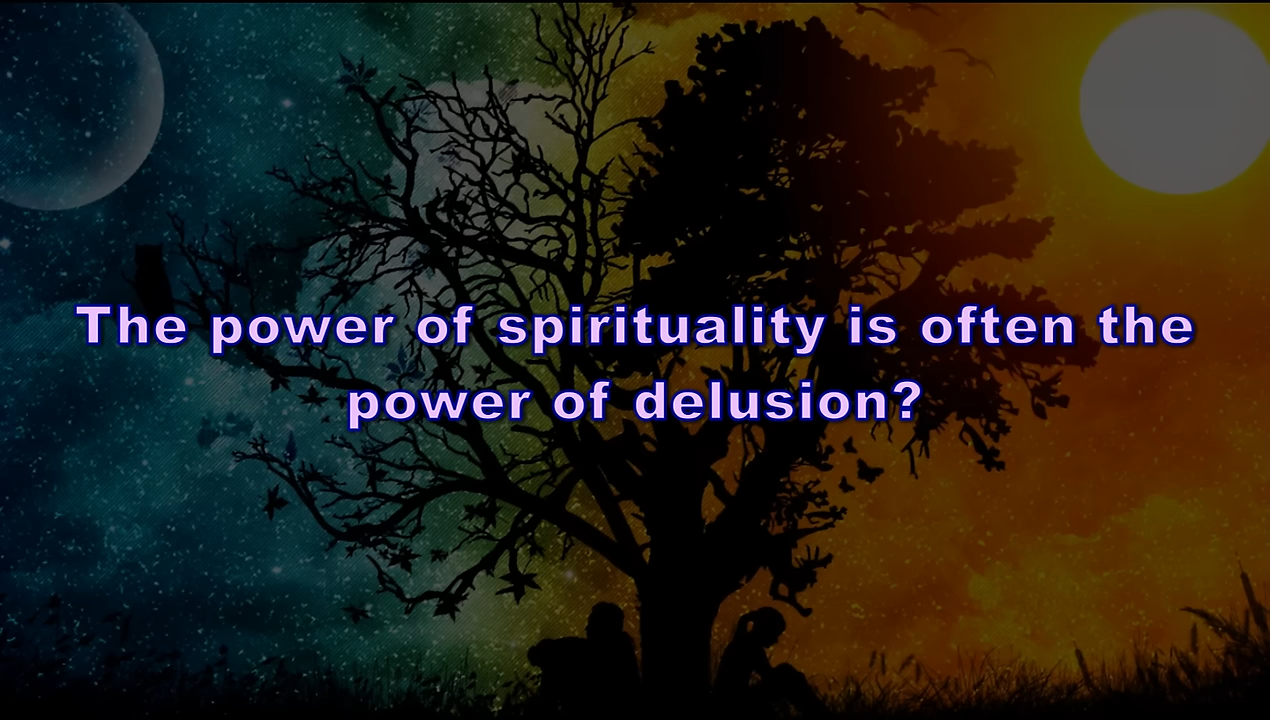 The power of spirituality is often the
power of delusion?